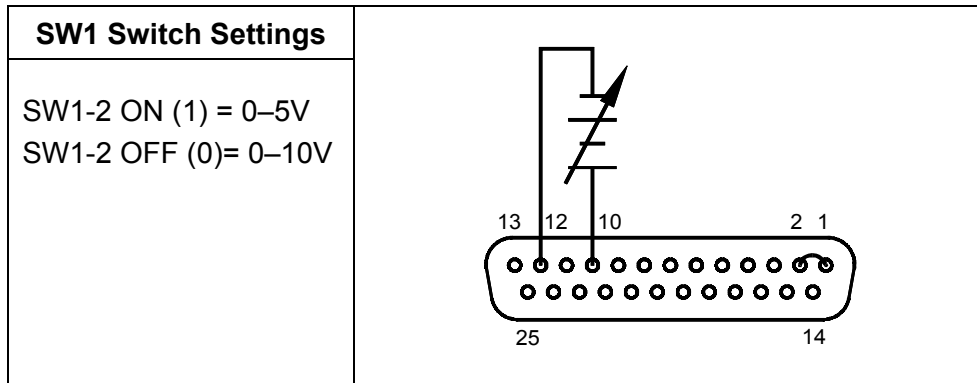 SW1 Switch Settings
SW1-2 ON (1) = 0–5V
SW1-2 OFF (0)= 0–10V
13 12 10 2 1
25 14